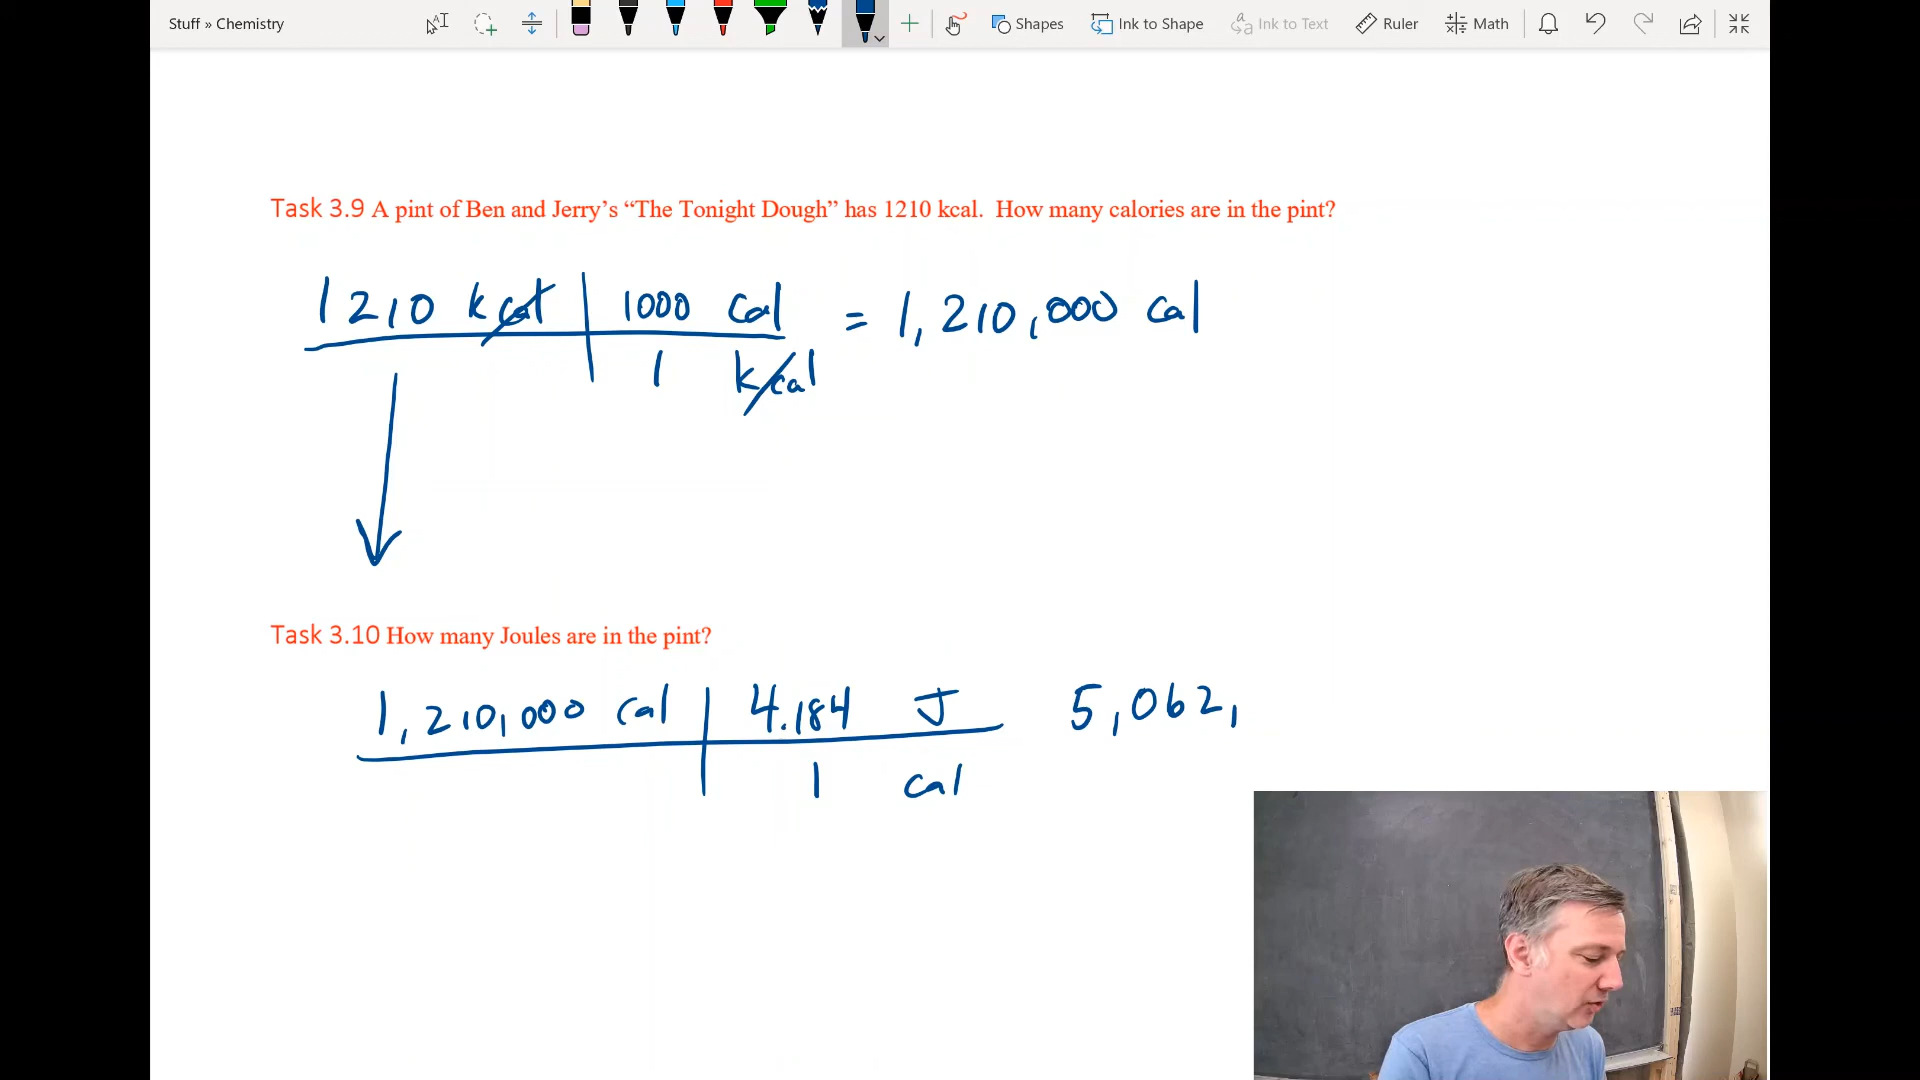 Stuff » Chemistry
Shapes Ink to Shape Ink to Text Ruler Math
Task 3.9 A pint of Ben and Jerry’s “The Tonight Dough” has 1210 kcal. How many calories are in the pint?
1210 kcal | 1000 cal = 1,210,000 cal
1 kcal
Task 3.10 How many Joules are in the pint?
1,210,000 cal | 4.184 J 5,062,
1 cal